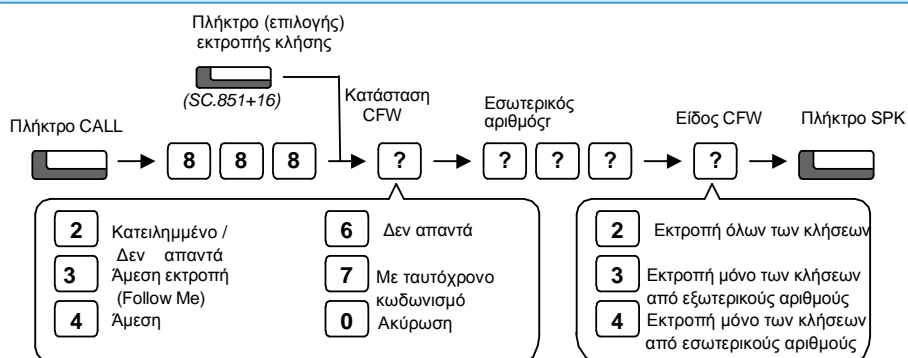 Πλήκτρο (επιλογής)
εκτροπής κλήσης
(SC.851+16)
Πλήκτρο CALL
Κατάσταση
CFW
Εσωτερικός
αριθμόςr
Είδος CFW
Πλήκτρο SPK
8 8 8 ? ? ? ? ?
2 Κατειλημμένο /
Δεν απαντά
3 Άμεση εκτροπή
(Follow Me)
4 Άμεση
6 Δεν απαντά
7 Με ταυτόχρονο
κωδωνισμό
0 Ακύρωση
2 Εκτροπή όλων των κλήσεων
3 Εκτροπή μόνο των κλήσεων
από εξωτερικούς αριθμούς
4 Εκτροπή μόνο των κλήσεων
από εσωτερικούς αριθμούς